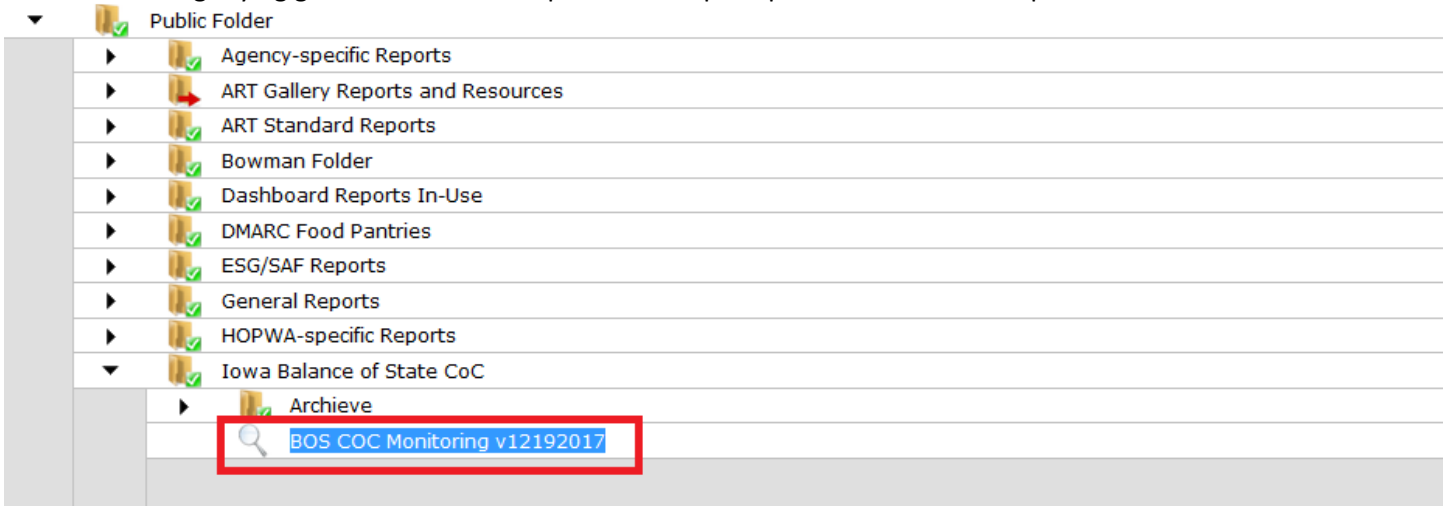 Public Folder
Agency-specific Reports
ART Gallery Reports and Resources
ART Standard Reports
Bowman Folder
Dashboard Reports In-Use
DMARC Food Pantries
ESG/SAF Reports
General Reports
HOPWA-specific Reports
Iowa Balance of State CoC
Archieve
BOS COC Monitoring v12192017